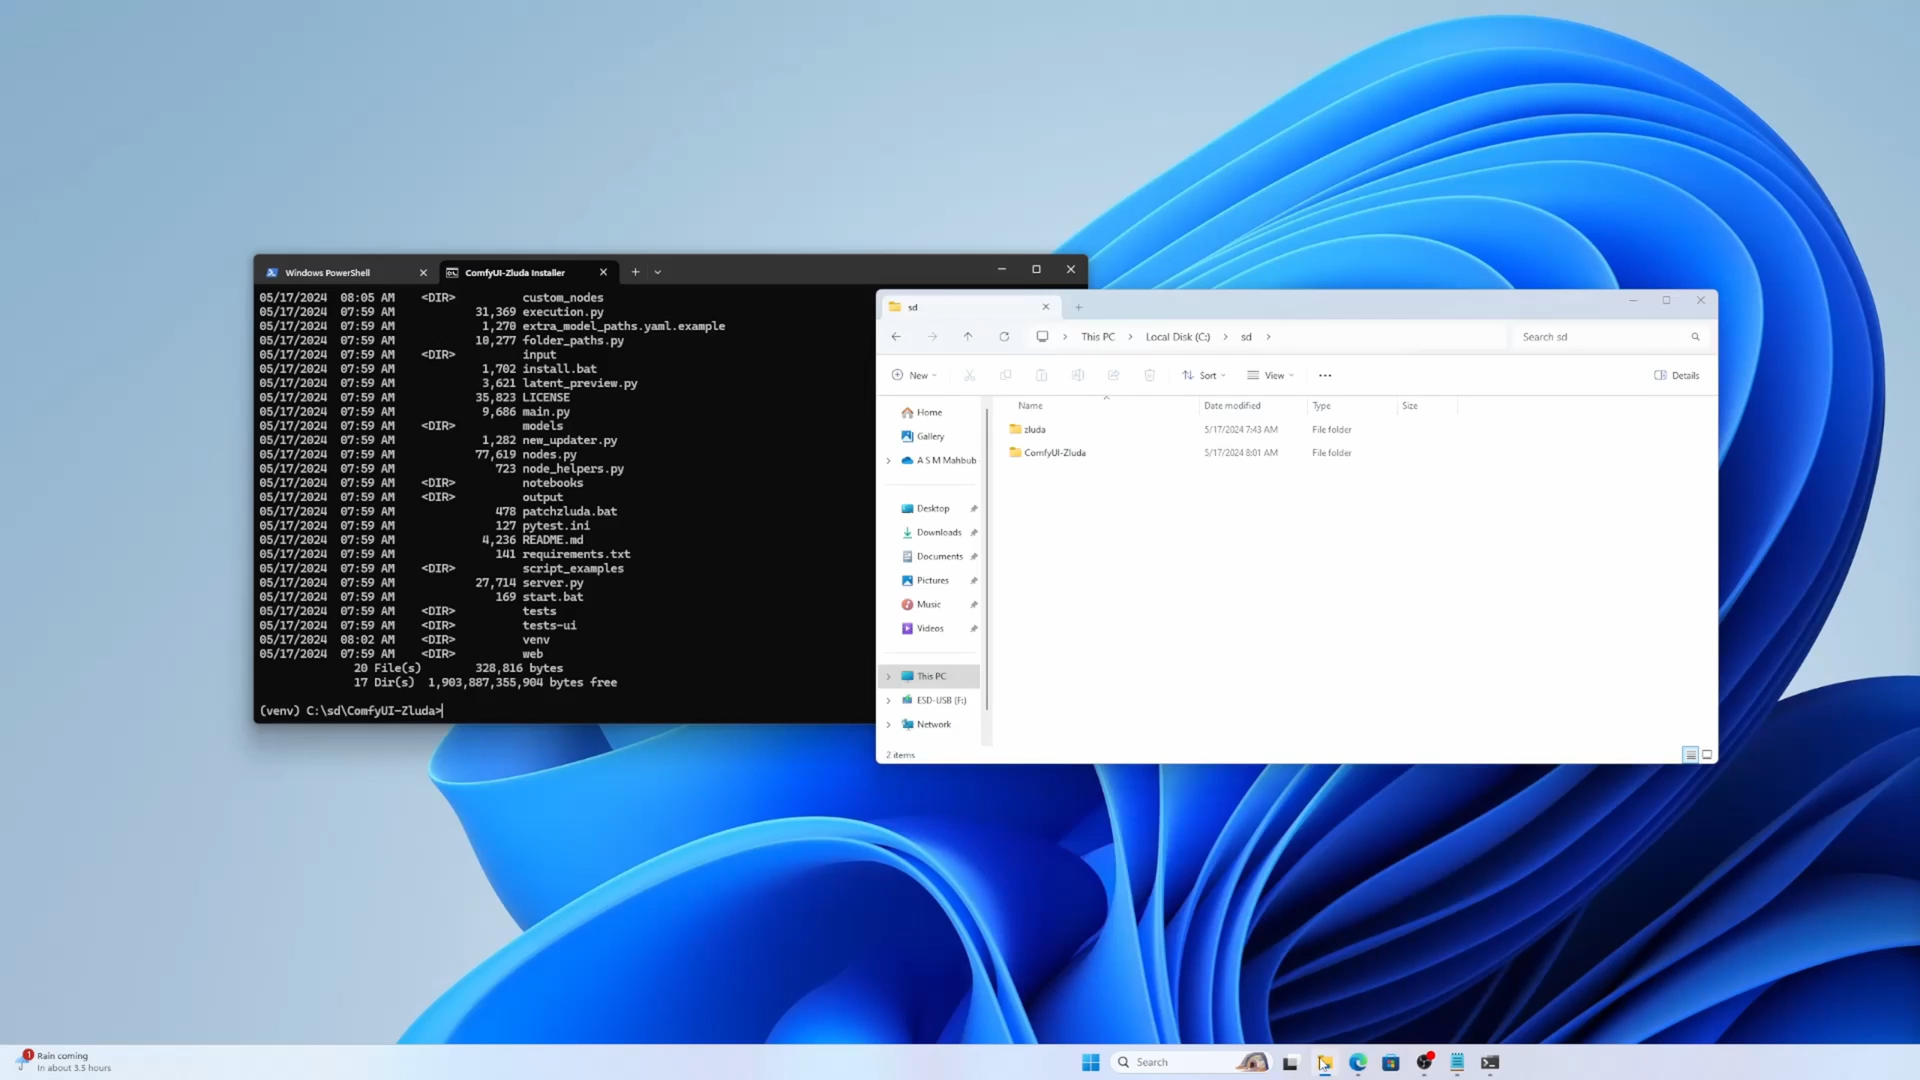 Windows PowerShell
ComfyUI-Zluda Installer
05/17/2024 08:05 AM <DIR> custom_nodes
05/17/2024 07:59 AM 31,369 execution.py
05/17/2024 07:59 AM 1,270 extra_model_paths.yaml.example
05/17/2024 07:59 AM 10,277 folder_paths.py
05/17/2024 07:59 AM <DIR> input
05/17/2024 07:59 AM 1,702 install.bat
05/17/2024 07:59 AM 3,621 latent_preview.py
05/17/2024 07:59 AM 35,823 LICENSE
05/17/2024 07:59 AM 9,686 main.py
05/17/2024 07:59 AM <DIR> models
05/17/2024 07:59 AM 1,282 new_updater.py
05/17/2024 07:59 AM 77,619 nodes.py
05/17/2024 07:59 AM 723 node_helpers.py
05/17/2024 07:59 AM <DIR> notebooks
05/17/2024 07:59 AM <DIR> output
05/17/2024 07:59 AM 478 patchzluda.bat
05/17/2024 07:59 AM 127 pytest.ini
05/17/2024 07:59 AM 4,236 README.md
05/17/2024 07:59 AM 141 requirements.txt
05/17/2024 07:59 AM <DIR> script_examples
05/17/2024 07:59 AM 27,714 server.py
05/17/2024 07:59 AM 169 start.bat
05/17/2024 07:59 AM <DIR> tests
05/17/2024 07:59 AM <DIR> tests-ui
05/17/2024 08:02 AM <DIR> venv
05/17/2024 07:59 AM <DIR> web
20 File(s) 328,816 bytes
17 Dir(s) 1,903,887,355,904 bytes free
(venv) C:\sd\ComfyUI-Zluda>
sd
This PC > Local Disk (C:) > sd >
Search sd
New
Sort
View
Details
Name Date modified Type Size
zluda 5/17/2024 7:43 AM File folder
ComfyUI-Zluda 5/17/2024 8:01 AM File folder
Home
Gallery
A S M Mahbub
Desktop
Downloads
Documents
Pictures
Music
Videos
This PC
ESD-USB (F:)
Network
2 items
1
Rain coming
In about 3.5 hours
Search